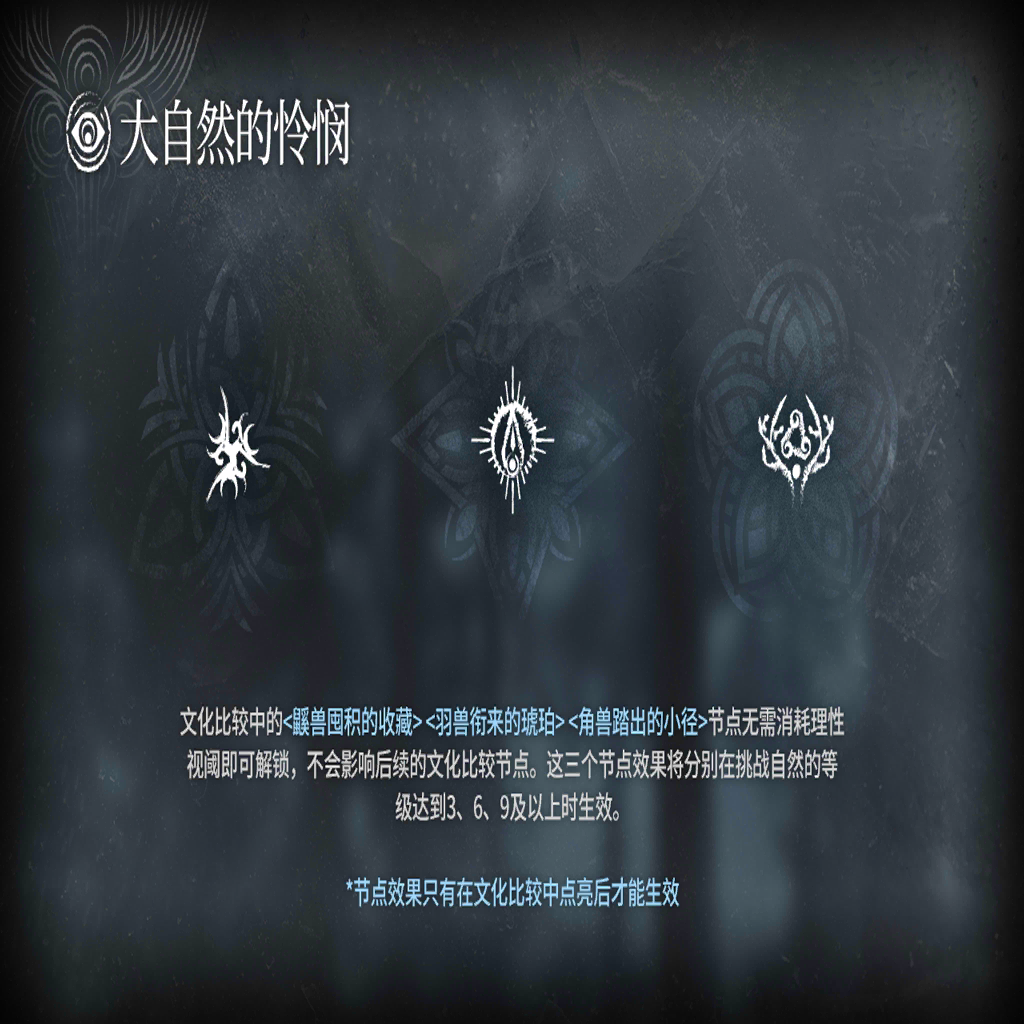 大自然的怜悯
文化比较中的<鼷兽囤积的收藏> <羽兽衔来的琥珀> <角兽踏出的小径>节点无需消耗理性
视阈即可解锁，不会影响后续的文化比较节点。这三个节点效果将分别在挑战自然的等
级达到3、6、9及以上时生效。
*节点效果只有在文化比较中点亮后才能生效